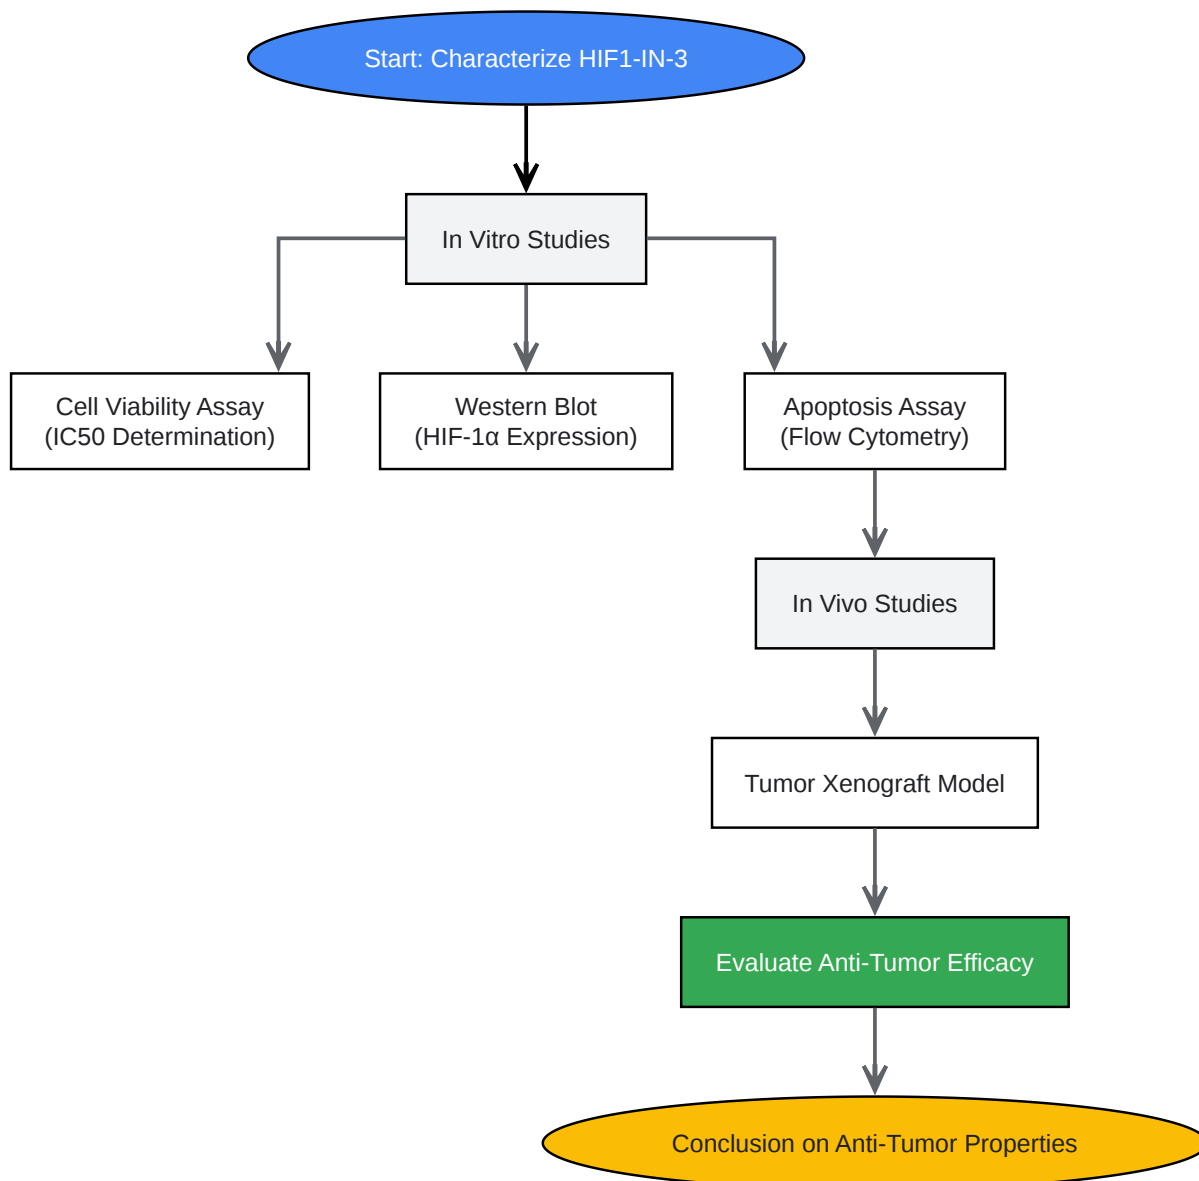 Start: Characterize HIF1-IN-3
In Vitro Studies
Cell Viability Assay
(IC50 Determination)
Western Blot
(HIF-1α Expression)
Apoptosis Assay
(Flow Cytometry)
In Vivo Studies
Tumor Xenograft Model
Evaluate Anti-Tumor Efficacy
Conclusion on Anti-Tumor Properties